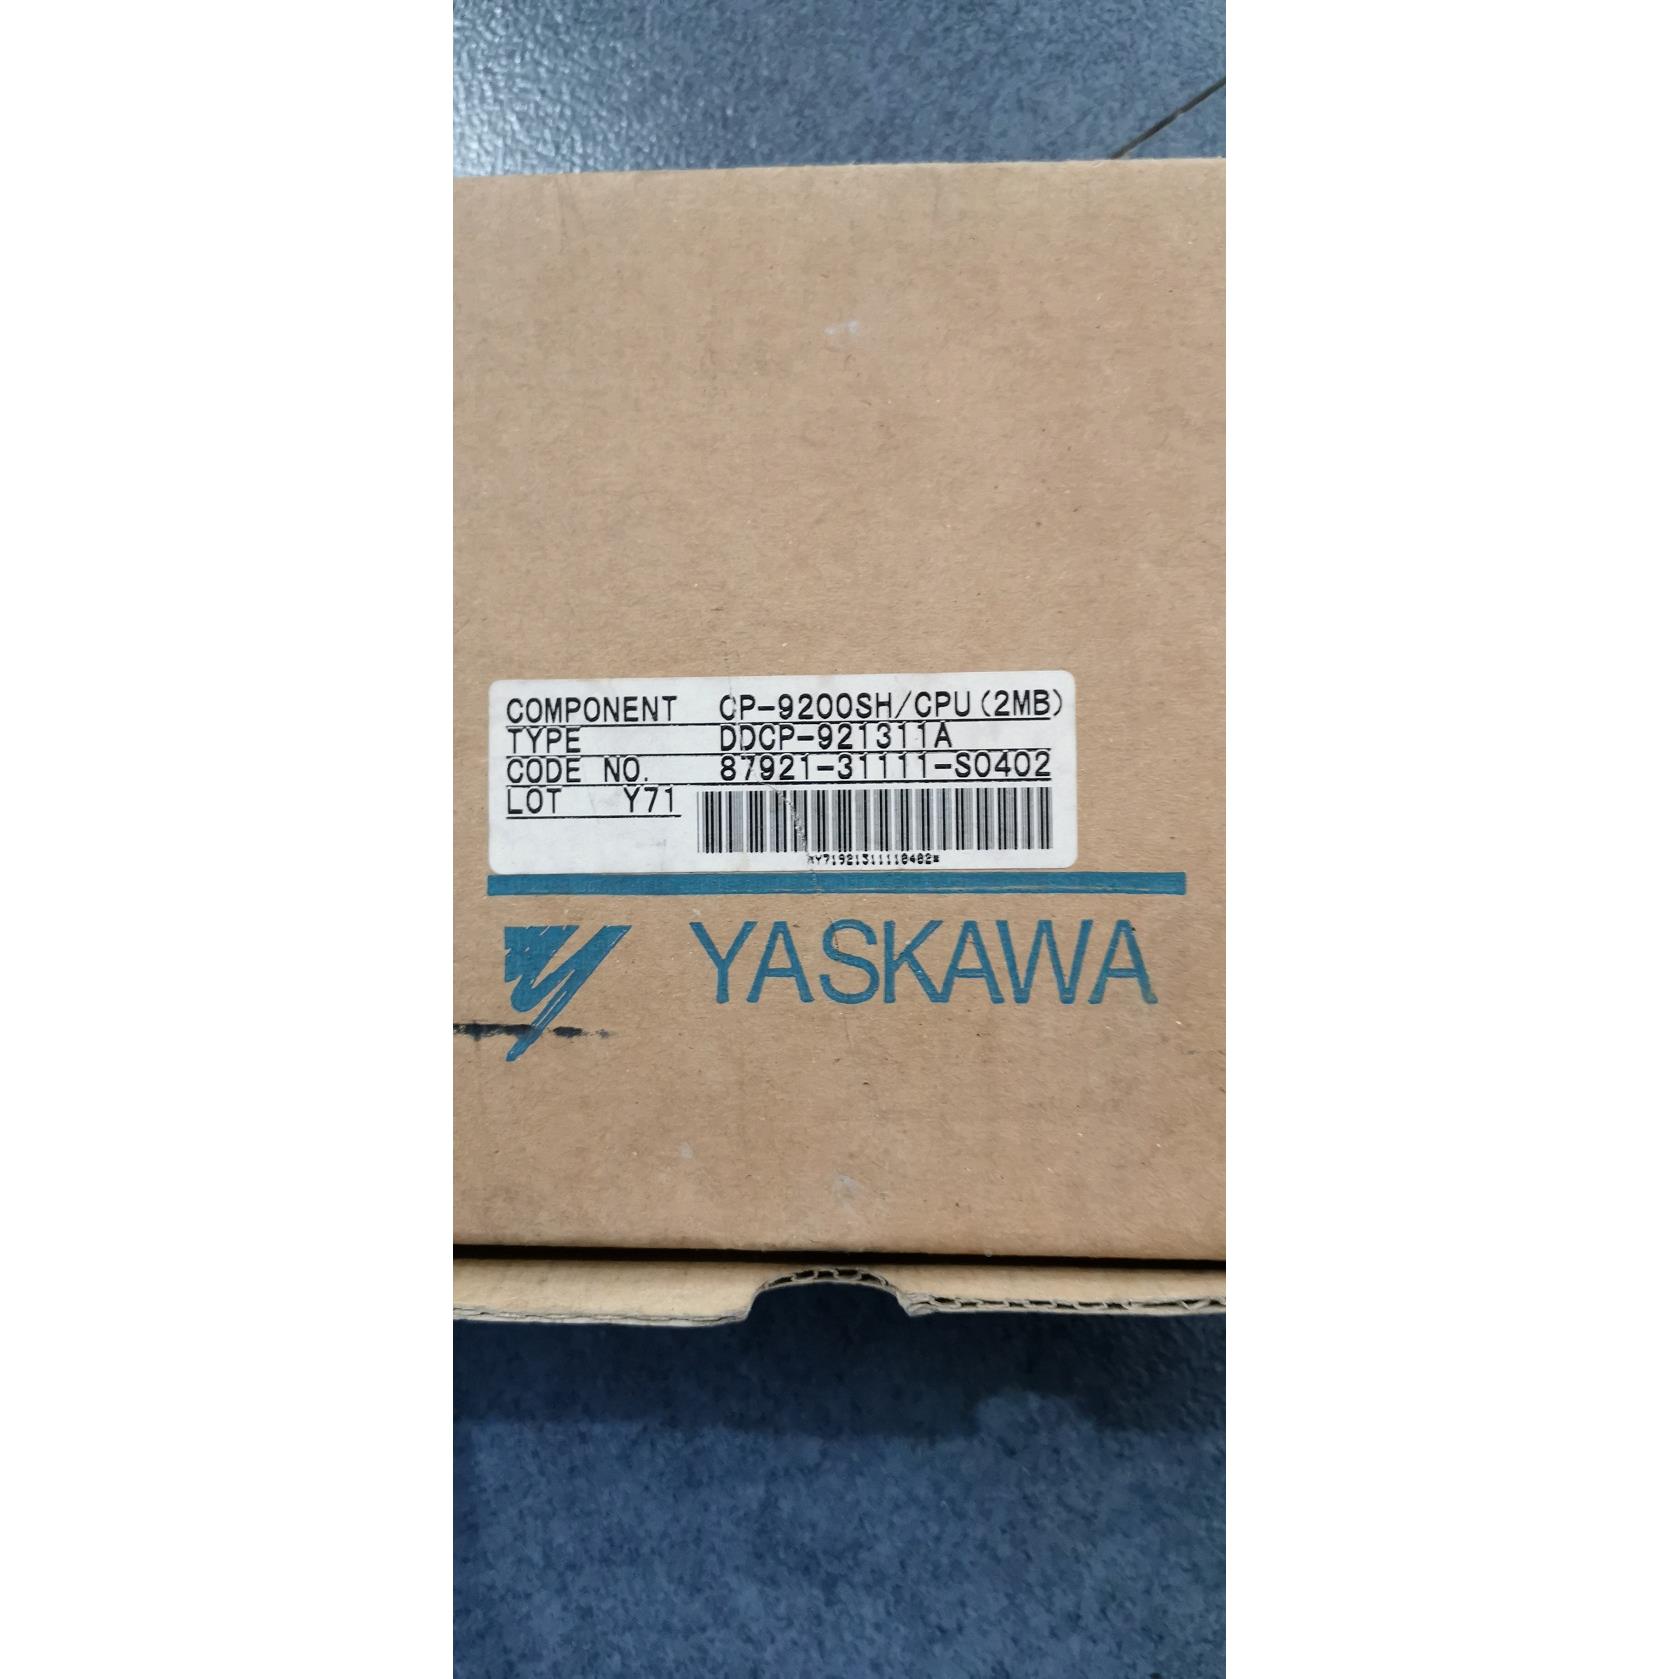 COMPONENT CP-9200SH/CPU(2MB)
TYPE DDCP-921311A
CODE NO. 87921-31111-S0402
LOT Y71
YASKAWA